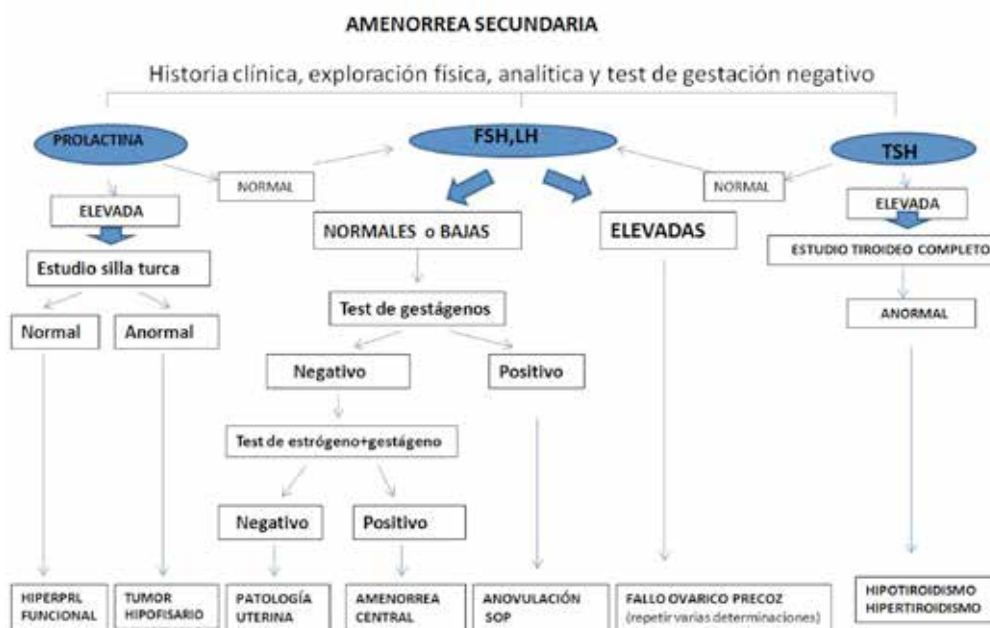 AMENORREA SECUNDARIA
Historia clínica, exploración física, analítica y test de gestación negativo
PROLACTINA
FSH,LH
TSH
NORMAL
NORMAL
ELEVADA
ELEVADA
NORMALES o BAJAS
ELEVADAS
Estudio silla turca
ESTUDIO TIROIDEO COMPLETO
Test de gestágenos
ANORMAL
Normal
Anormal
Negativo
Positivo
Test de estrógeno+gestágeno
Negativo
Positivo
HIPERPRL
FUNCIONAL
TUMOR
HIPOFISARIO
PATOLOGÍA
UTERINA
AMENORREA
CENTRAL
ANOVULACIÓN
SOP
FALLO OVARICO PRECOZ
(repetir varias determinaciones)
HIPOTIROIDISMO
HIPERTIROIDISMO